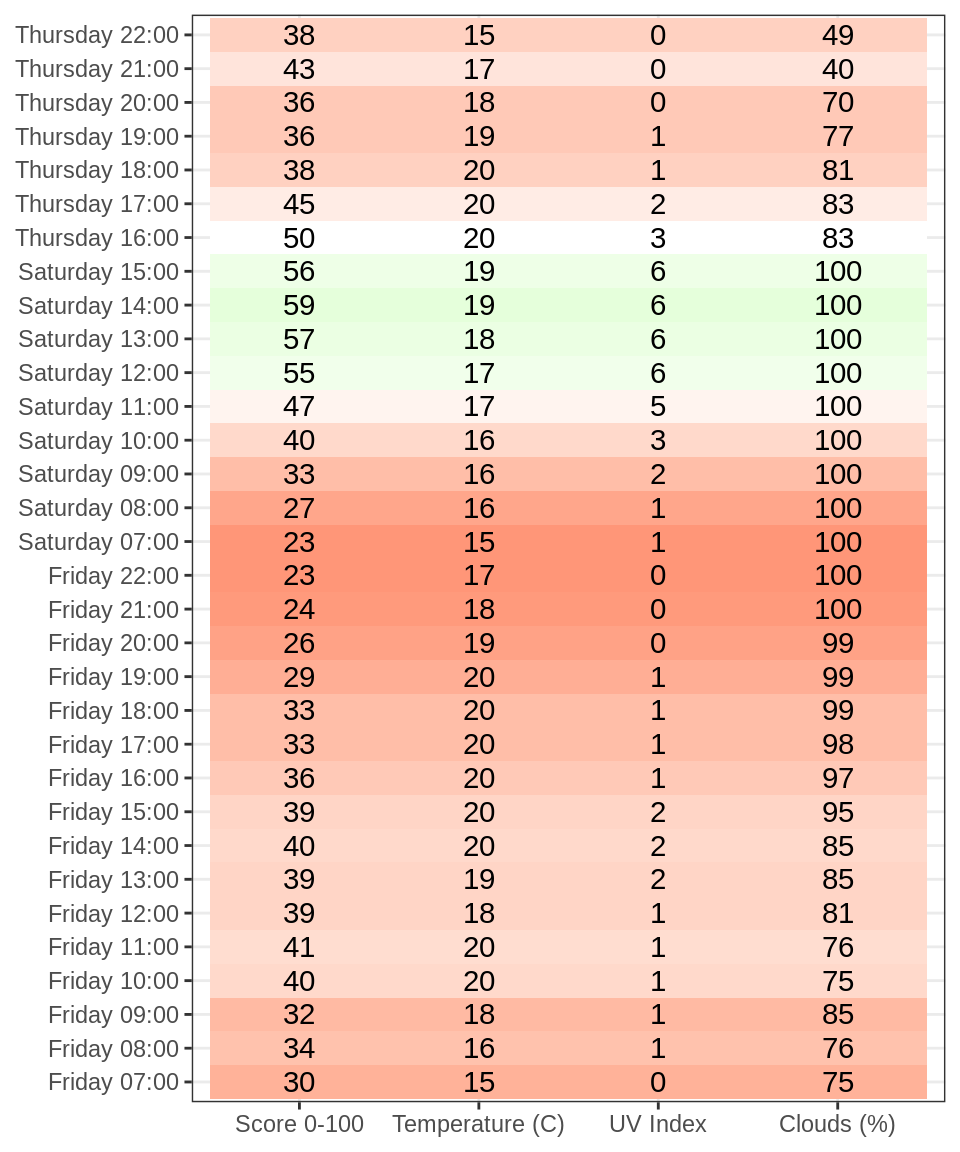 Thursday 22:00 38 15 0 49
Thursday 21:00 43 17 0 40
Thursday 20:00 36 18 0 70
Thursday 19:00 36 19 1 77
Thursday 18:00 38 20 1 81
Thursday 17:00 45 20 2 83
Thursday 16:00 50 20 3 83
Saturday 15:00 56 19 6 100
Saturday 14:00 59 19 6 100
Saturday 13:00 57 18 6 100
Saturday 12:00 55 17 6 100
Saturday 11:00 47 17 5 100
Saturday 10:00 40 16 3 100
Saturday 09:00 33 16 2 100
Saturday 08:00 27 16 1 100
Saturday 07:00 23 15 1 100
Friday 22:00 23 17 0 100
Friday 21:00 24 18 0 100
Friday 20:00 26 19 0 99
Friday 19:00 29 20 1 99
Friday 18:00 33 20 1 99
Friday 17:00 33 20 1 98
Friday 16:00 36 20 1 97
Friday 15:00 39 20 2 95
Friday 14:00 40 20 2 85
Friday 13:00 39 19 2 85
Friday 12:00 39 18 1 81
Friday 11:00 41 20 1 76
Friday 10:00 40 20 1 75
Friday 09:00 32 18 1 85
Friday 08:00 34 16 1 76
Friday 07:00 30 15 0 75
Score 0-100 Temperature (C) UV Index Clouds (%)